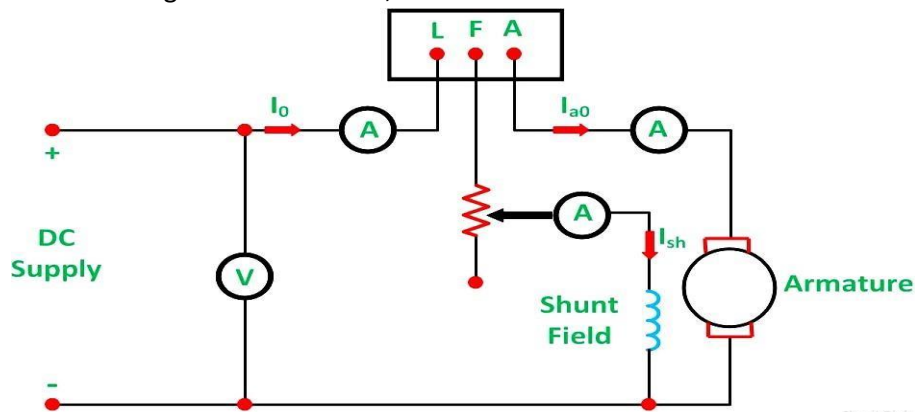 L F A
I₀
A
Iₐ₀
A
+
A
DC
Supply
V
Iₛₕ
Shunt
Field
Armature
-